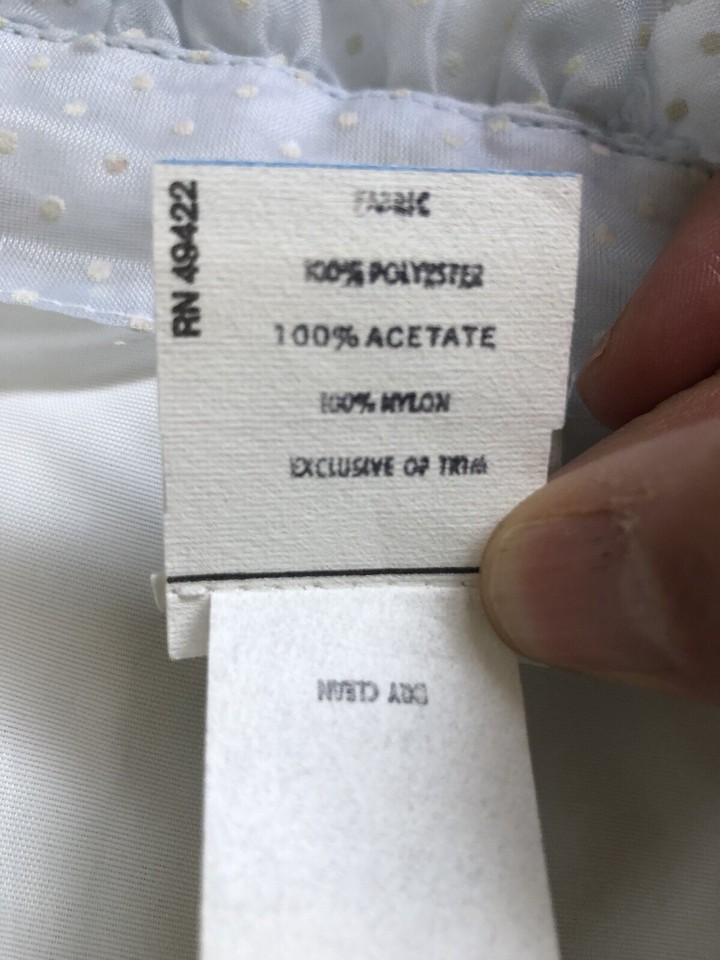 RN 49422
FABRIC
100% POLYESTER
100% ACETATE
100% NYLON
EXCLUSIVE OF TRIM
DRY CLEAN